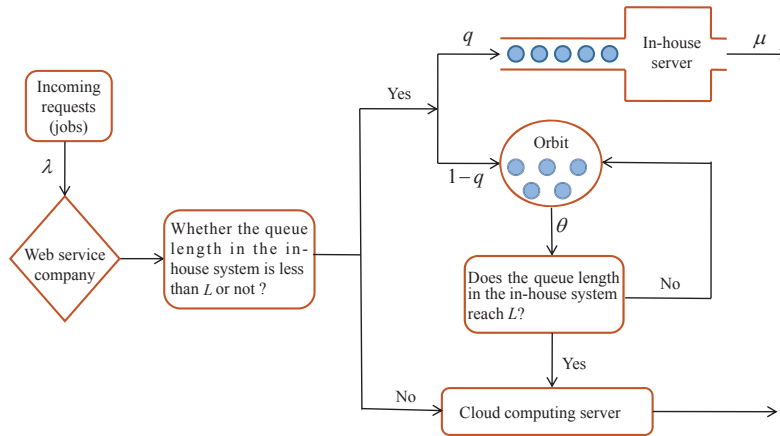 Incoming
requests
(jobs)
λ
Web service
company
Whether the queue
length in the in-
house system is less
than L or not ?
Yes
No
q
1−q
In-house
server
μ
Orbit
θ
Does the queue length
in the in-house system
reach L?
No
Yes
Cloud computing server